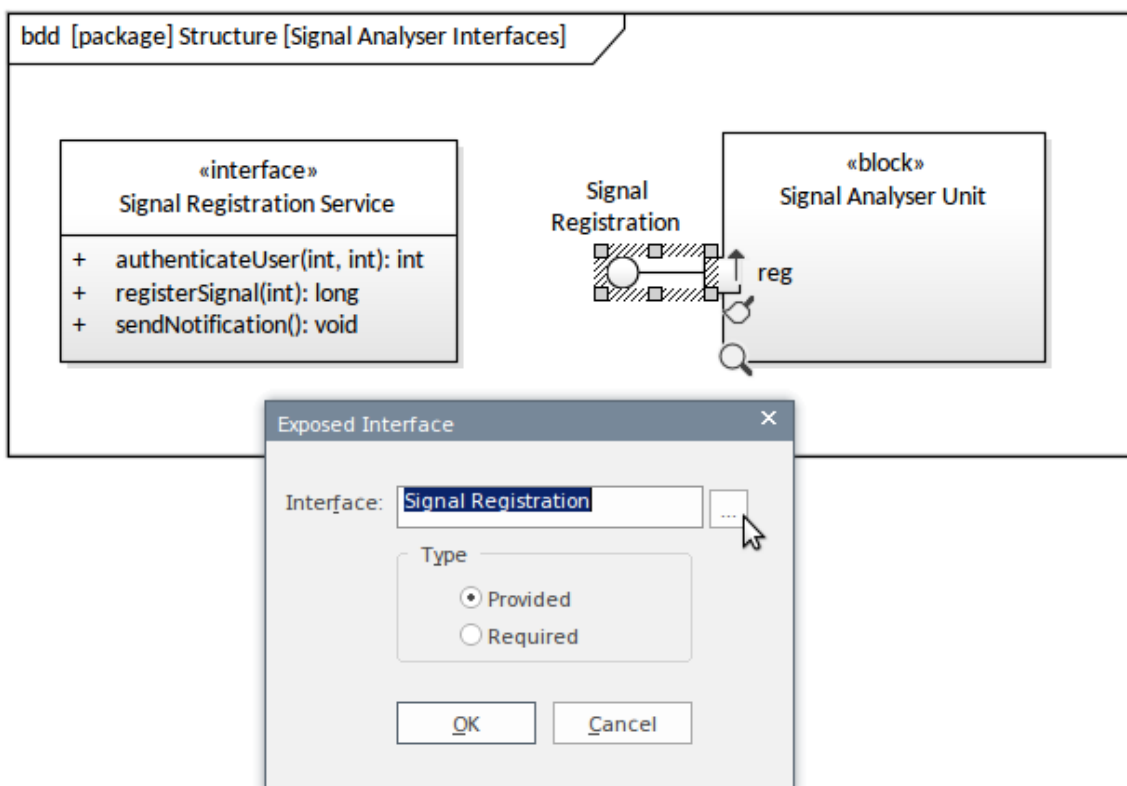 bdd [package] Structure [Signal Analyser Interfaces]
«interface»
Signal Registration Service
+ authenticateUser(int, int): int
+ registerSignal(int): long
+ sendNotification(): void
Signal
Registration
«block»
Signal Analyser Unit
reg
Exposed Interface
Interface: Signal Registration ...
Type
Provided
Required
OK Cancel